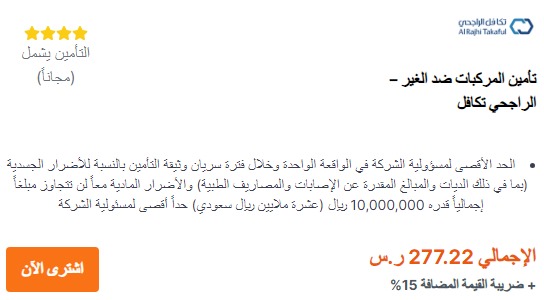 تكافل الراجحي
Al Rajhi Takaful
التأمين يشمل
(مجاناً)
تأمين المركبات ضد الغير –
الراجحي تكافل
• الحد الأقصى لمسؤولية الشركة في الواقعة الواحدة وخلال فترة سريان وثيقة التأمين بالنسبة للأضرار الجسدية
(بما في ذلك الديات والمبالغ المقدرة عن الإصابات والمصاريف الطبية) والأضرار المادية معاً لن تتجاوز مبلغاً
إجمالياً قدره 10,000,000 ريال (عشرة ملايين ريال سعودي) حداً أقصى لمسئولية الشركة
الإجمالي 277.22 ر.س
+ ضريبة القيمة المضافة 15%
اشترى الآن